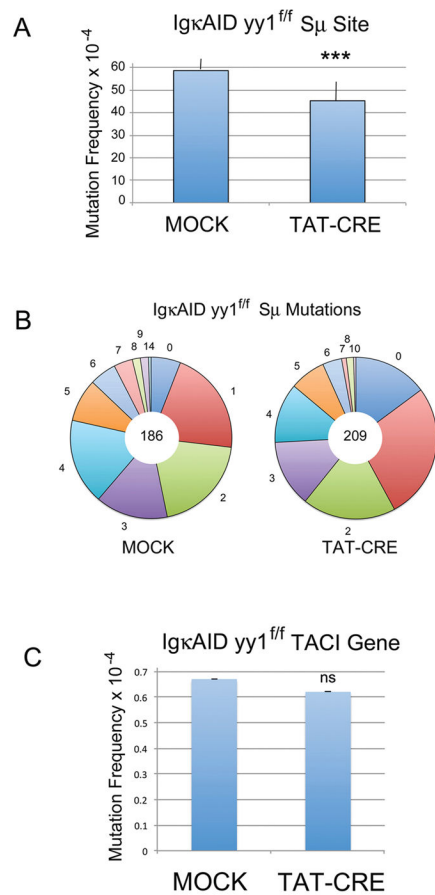 A
IgκAID yy1f/f Sμ Site
Mutation Frequency x 10-4
60
50
40
30
20
10
0
***
MOCK
TAT-CRE
B
IgκAID yy1f/f Sμ Mutations
0
1
2
3
4
5
6
7
8
9
14
186
MOCK
0
2
3
4
5
6
7
8
10
209
TAT-CRE
C
IgκAID yy1f/f TACI Gene
Mutation Frequency x 10-4
0.7
0.6
0.5
0.4
0.3
0.2
0.1
0
ns
MOCK
TAT-CRE